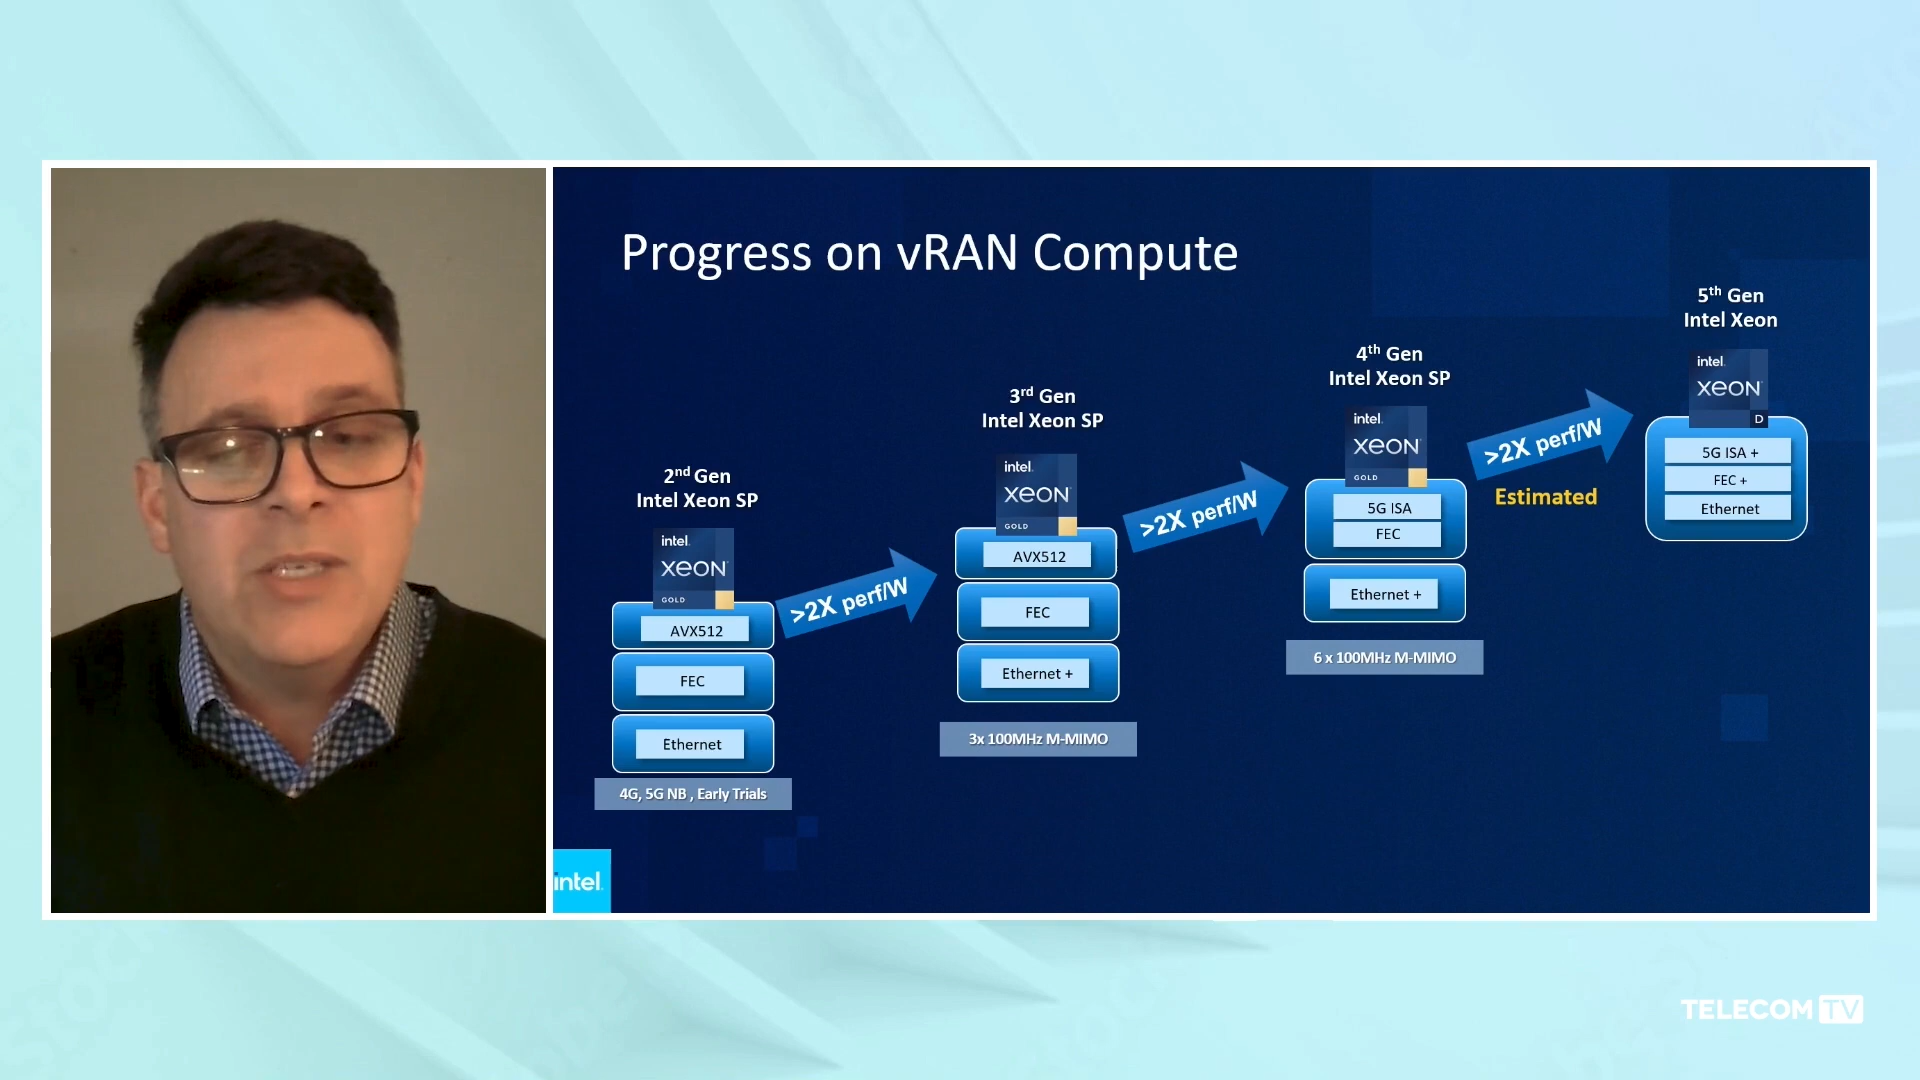 Progress on vRAN Compute
2nd Gen
Intel Xeon SP
intel.
xeon
GOLD
AVX512
FEC
Ethernet
4G, 5G NB , Early Trials
>2X perf/W
3rd Gen
Intel Xeon SP
intel.
xeon
GOLD
AVX512
FEC
Ethernet +
3x 100MHz M-MIMO
>2X perf/W
4th Gen
Intel Xeon SP
intel.
xeon
GOLD
5G ISA
FEC
Ethernet +
6 x 100MHz M-MIMO
>2X perf/W
Estimated
5th Gen
Intel Xeon
intel.
xeon
D
5G ISA +
FEC +
Ethernet
intel.
TELECOM TV